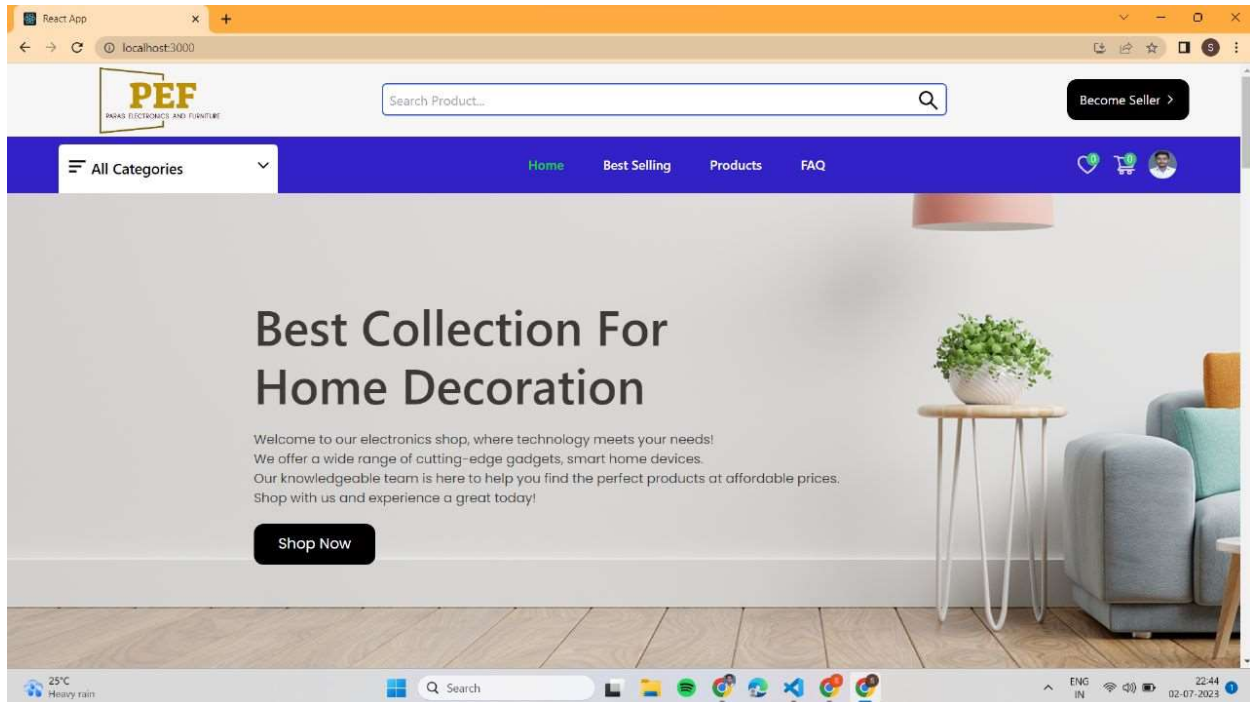 React App
localhost:3000
S
PEF
PARAS ELECTRONICS AND FURNITURE
Search Product...
Become Seller
All Categories
Home
Best Selling
Products
FAQ
0
0
Best Collection For
Home Decoration
Welcome to our electronics shop, where technology meets your needs!
We offer a wide range of cutting-edge gadgets, smart home devices.
Our knowledgeable team is here to help you find the perfect products at affordable prices.
Shop with us and experience a great today!
Shop Now
25°C
Heavy rain
Search
ENG
IN
22:44
02-07-2023
1